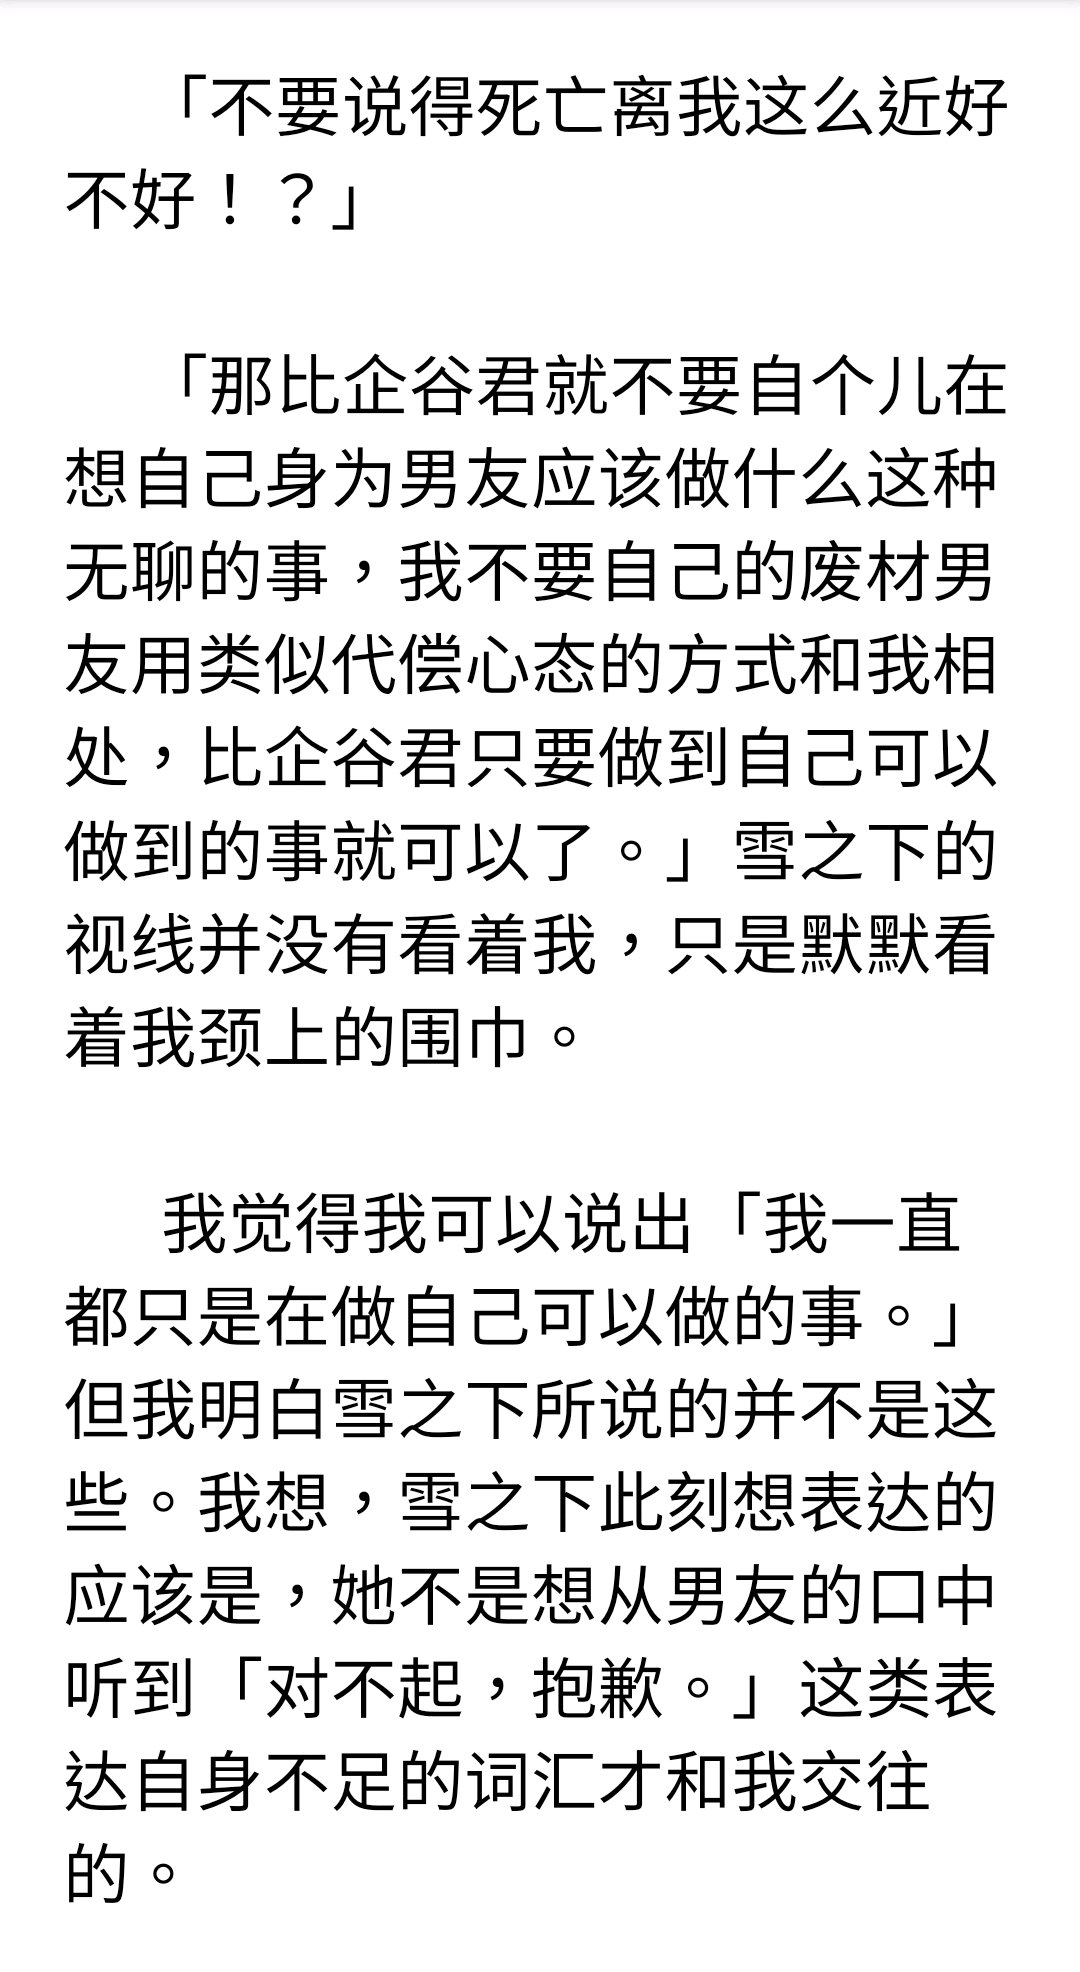 「不要说得死亡离我这么近好
不好！？」
「那比企谷君就不要自个儿在
想自己身为男友应该做什么这种
无聊的事，我不要自己的废材男
友用类似代偿心态的方式和我相
处，比企谷君只要做到自己可以
做到的事就可以了。」雪之下的
视线并没有看着我，只是默默看
着我颈上的围巾。
我觉得我可以说出「我一直
都只是在做自己可以做的事。」
但我明白雪之下所说的并不是这
些。我想，雪之下此刻想表达的
应该是，她不是想从男友的口中
听到「对不起，抱歉。」这类表
达自身不足的词汇才和我交往
的。